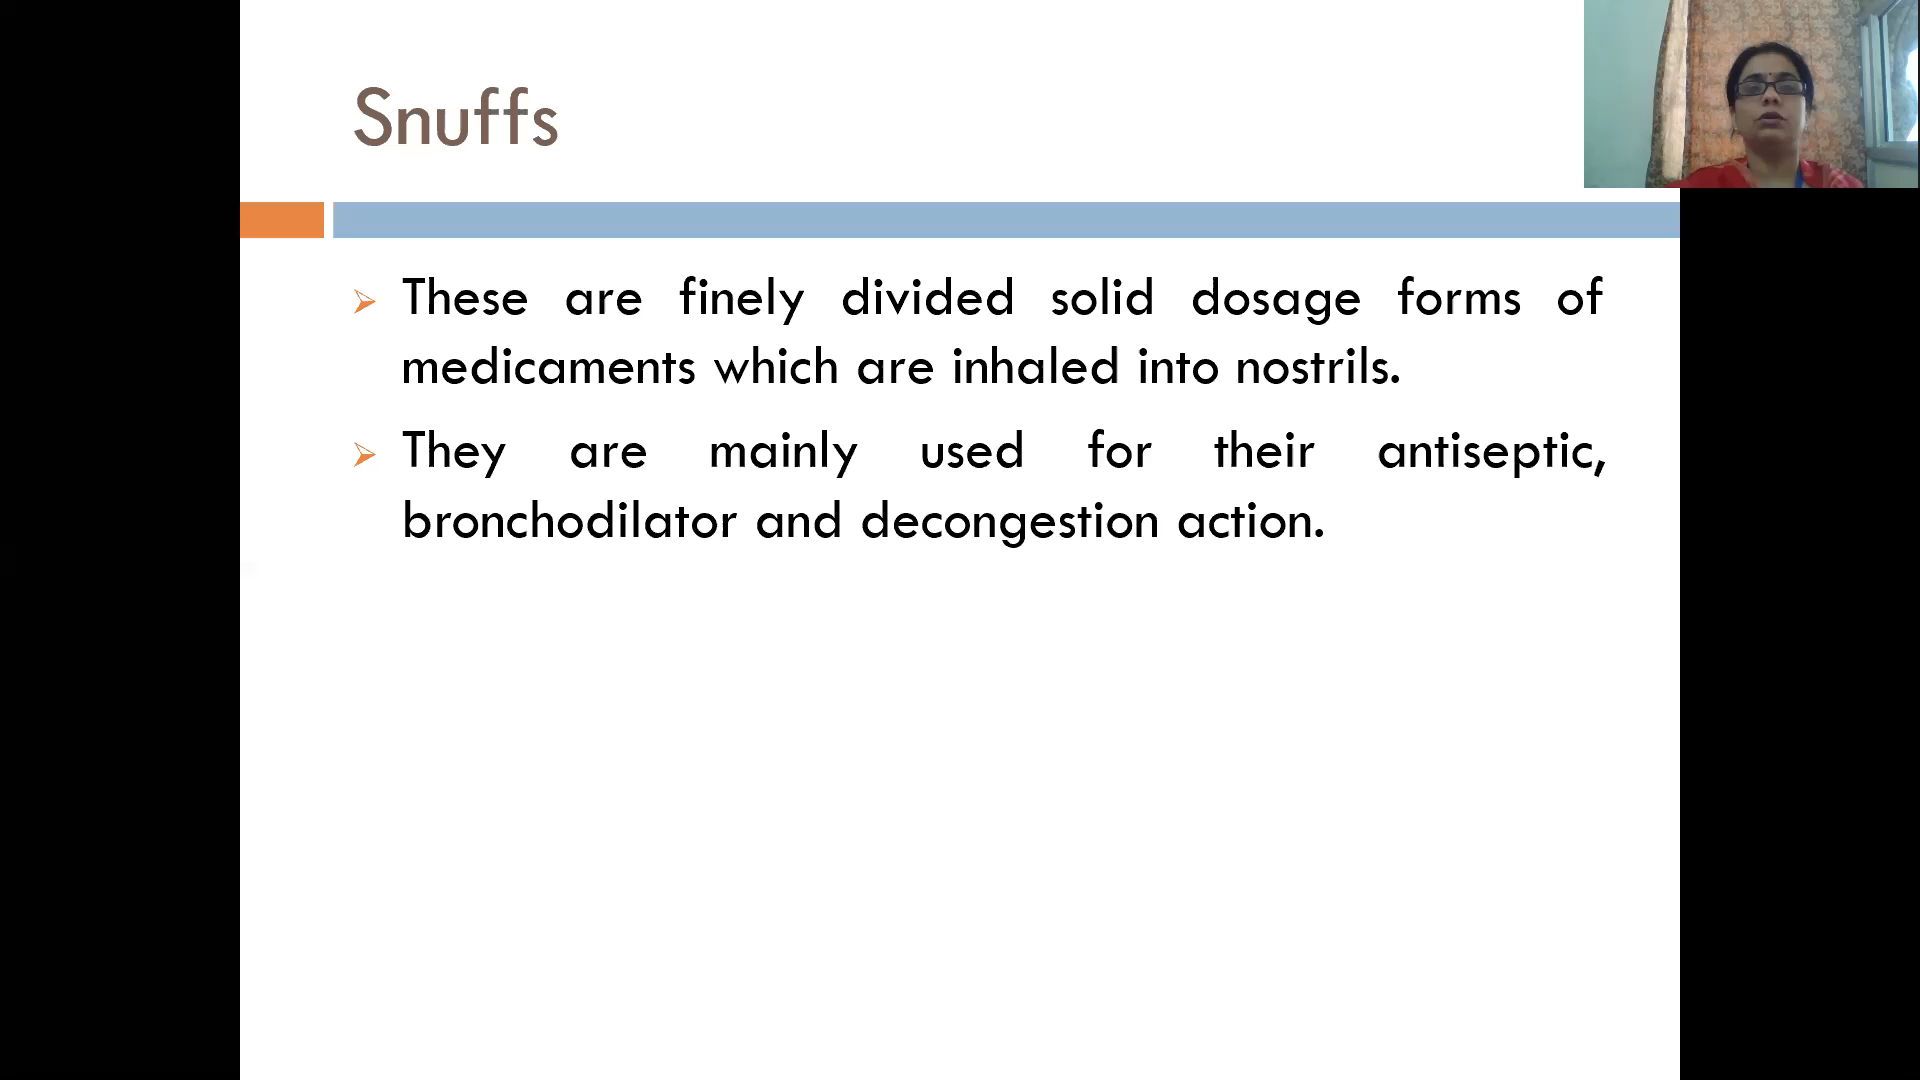 Snuffs
These are finely divided solid dosage forms of
medicaments which are inhaled into nostrils.
They are mainly used for their antiseptic,
bronchodilator and decongestion action.